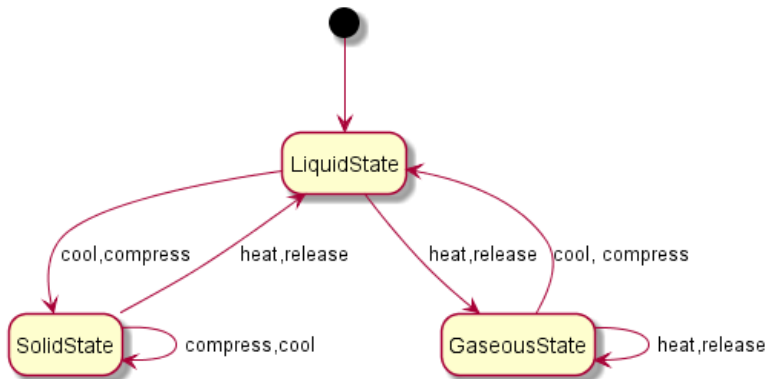 LiquidState
cool,compress
heat,release
heat,release
cool, compress
SolidState
compress,cool
GaseousState
heat,release